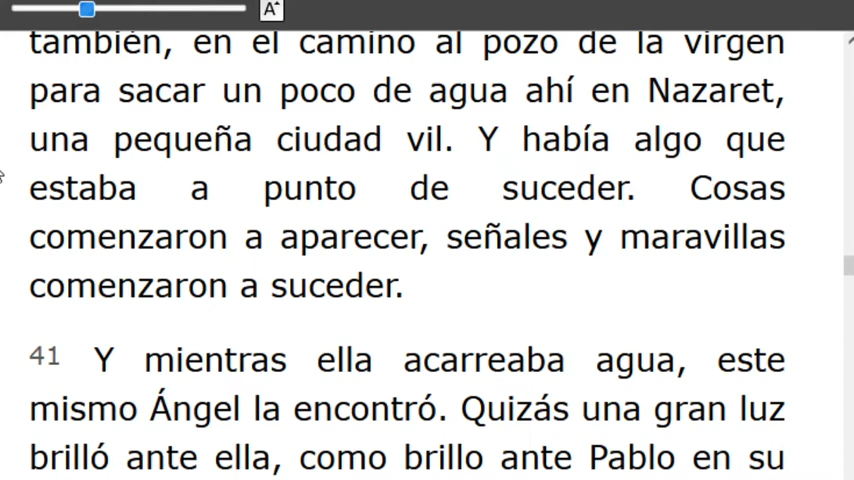 A
también, en el camino al pozo de la virgen
para sacar un poco de agua ahí en Nazaret,
una pequeña ciudad vil. Y había algo que
estaba a punto de suceder. Cosas
comenzaron a aparecer, señales y maravillas
comenzaron a suceder.
41 Y mientras ella acarreaba agua, este
mismo Ángel la encontró. Quizás una gran luz
brilló ante ella, como brillo ante Pablo en su